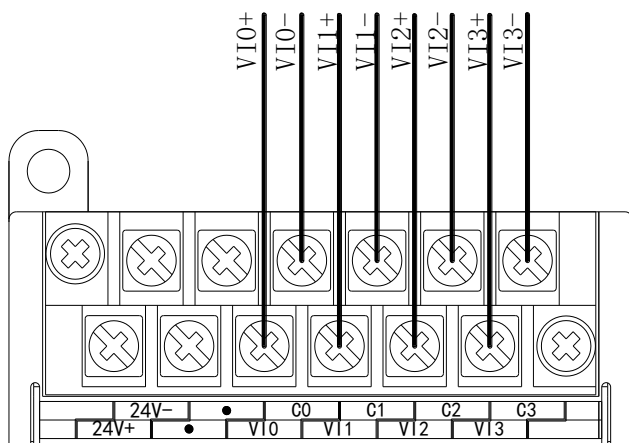 VI0+
VI0-
VI1+
VI1-
VI2+
VI2-
VI3+
VI3-
24V- • C0 C1 C2 C3
24V+ • VI0 VI1 VI2 VI3